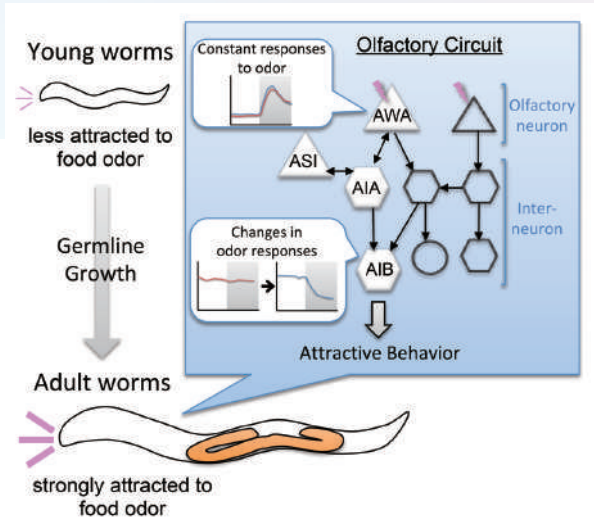 Young worms
less attracted to
food odor
Germline
Growth
Adult worms
strongly attracted to
food odor
Olfactory Circuit
Constant responses
to odor
AWA
Olfactory
neuron
ASI
AIA
Inter-
neuron
Changes in
odor responses
AIB
Attractive Behavior